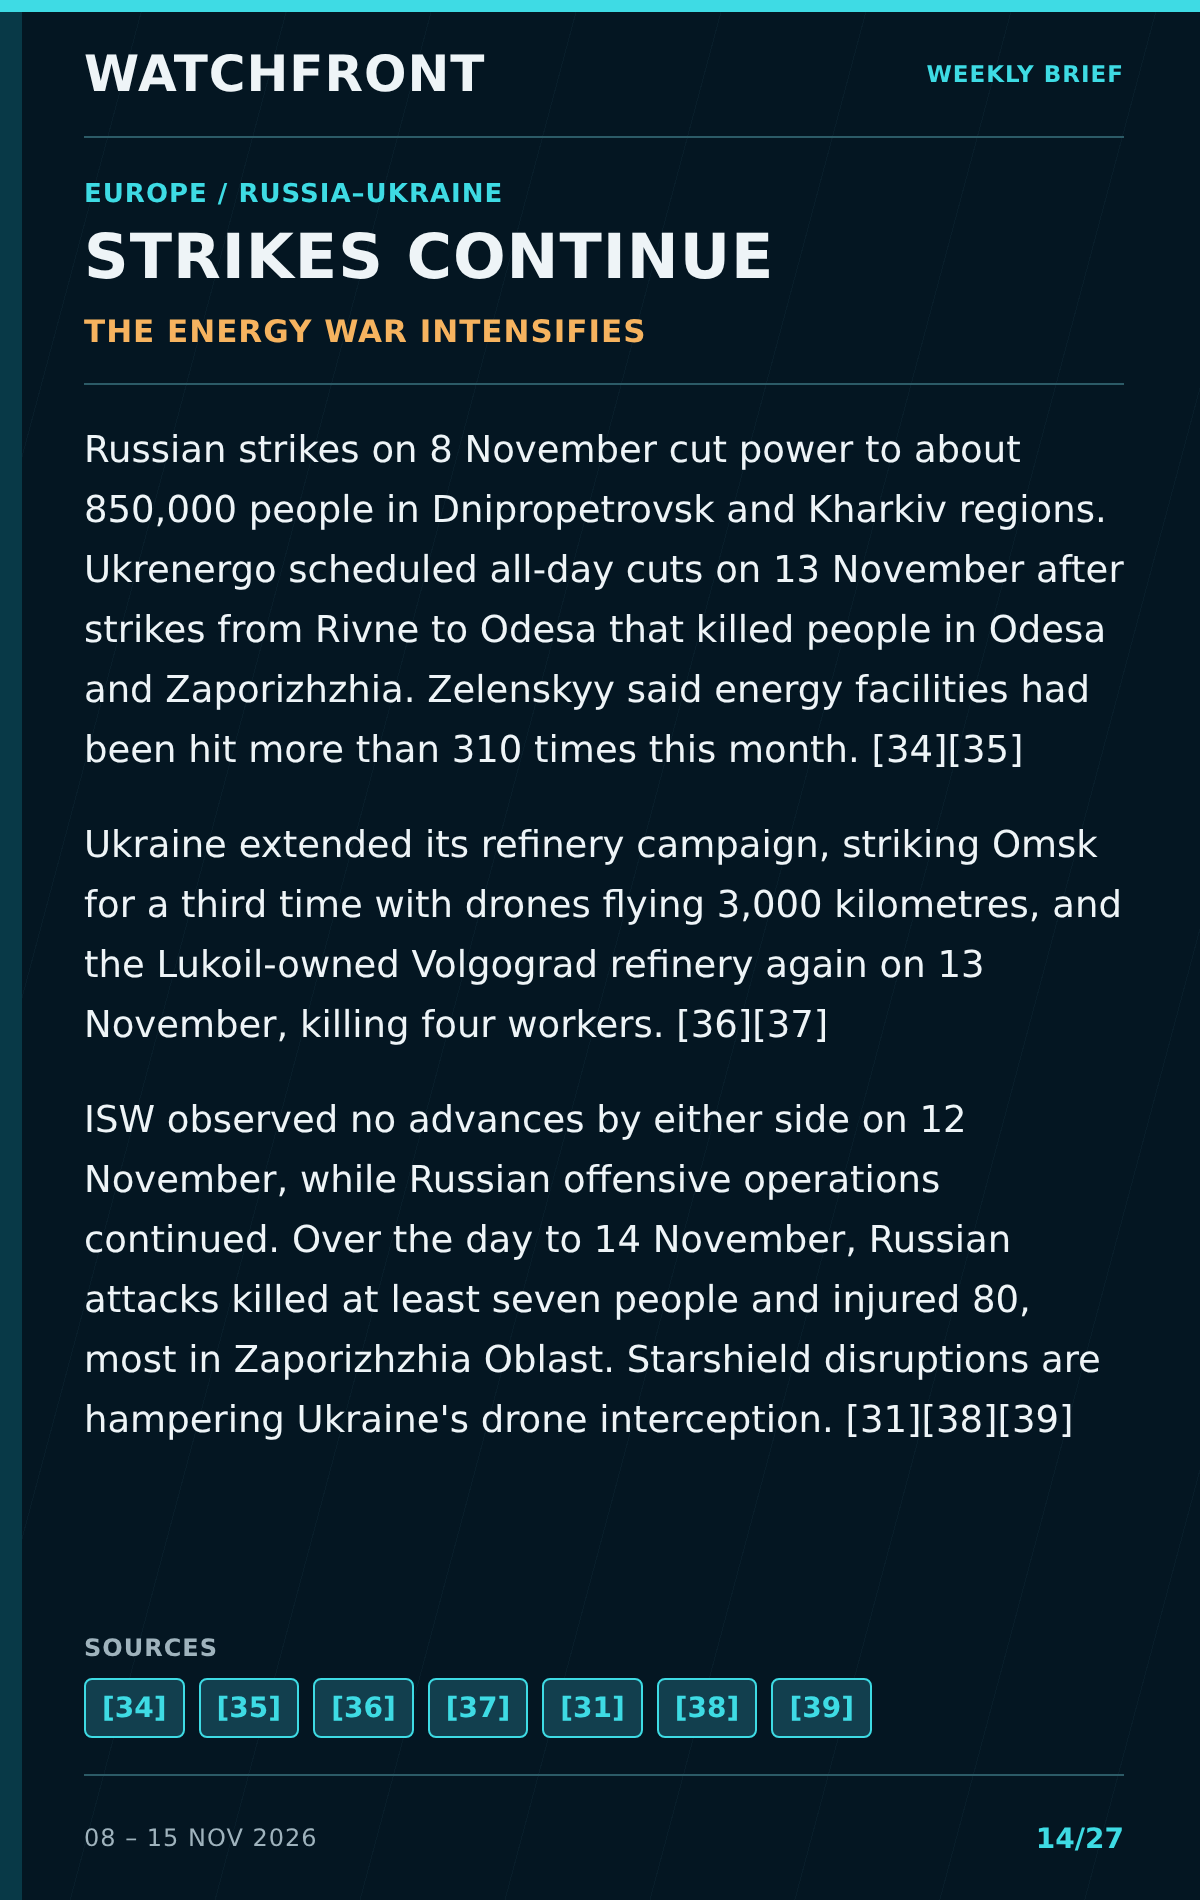 WATCHFRONT
WEEKLY BRIEF
EUROPE / RUSSIA–UKRAINE
STRIKES CONTINUE
THE ENERGY WAR INTENSIFIES
Russian strikes on 8 November cut power to about
850,000 people in Dnipropetrovsk and Kharkiv regions.
Ukrenergo scheduled all-day cuts on 13 November after
strikes from Rivne to Odesa that killed people in Odesa
and Zaporizhzhia. Zelenskyy said energy facilities had
been hit more than 310 times this month. [34][35]
Ukraine extended its refinery campaign, striking Omsk
for a third time with drones flying 3,000 kilometres, and
the Lukoil-owned Volgograd refinery again on 13
November, killing four workers. [36][37]
ISW observed no advances by either side on 12
November, while Russian offensive operations
continued. Over the day to 14 November, Russian
attacks killed at least seven people and injured 80,
most in Zaporizhzhia Oblast. Starshield disruptions are
hampering Ukraine's drone interception. [31][38][39]
SOURCES
[34] [35] [36] [37] [31] [38] [39]
08 – 15 NOV 2026
14/27